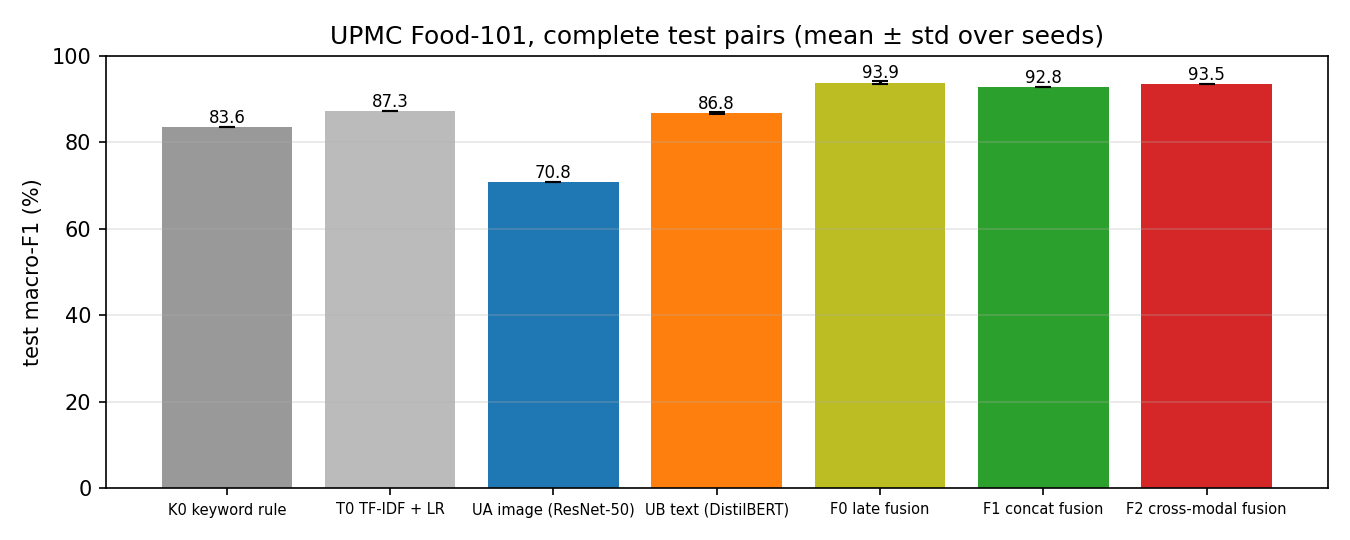 UPMC Food-101, complete test pairs (mean ± std over seeds)
test macro-F1 (%)
100
80
60
40
20
0
83.6
87.3
70.8
86.8
93.9
92.8
93.5
K0 keyword rule
T0 TF-IDF + LR
UA image (ResNet-50)
UB text (DistilBERT)
F0 late fusion
F1 concat fusion
F2 cross-modal fusion